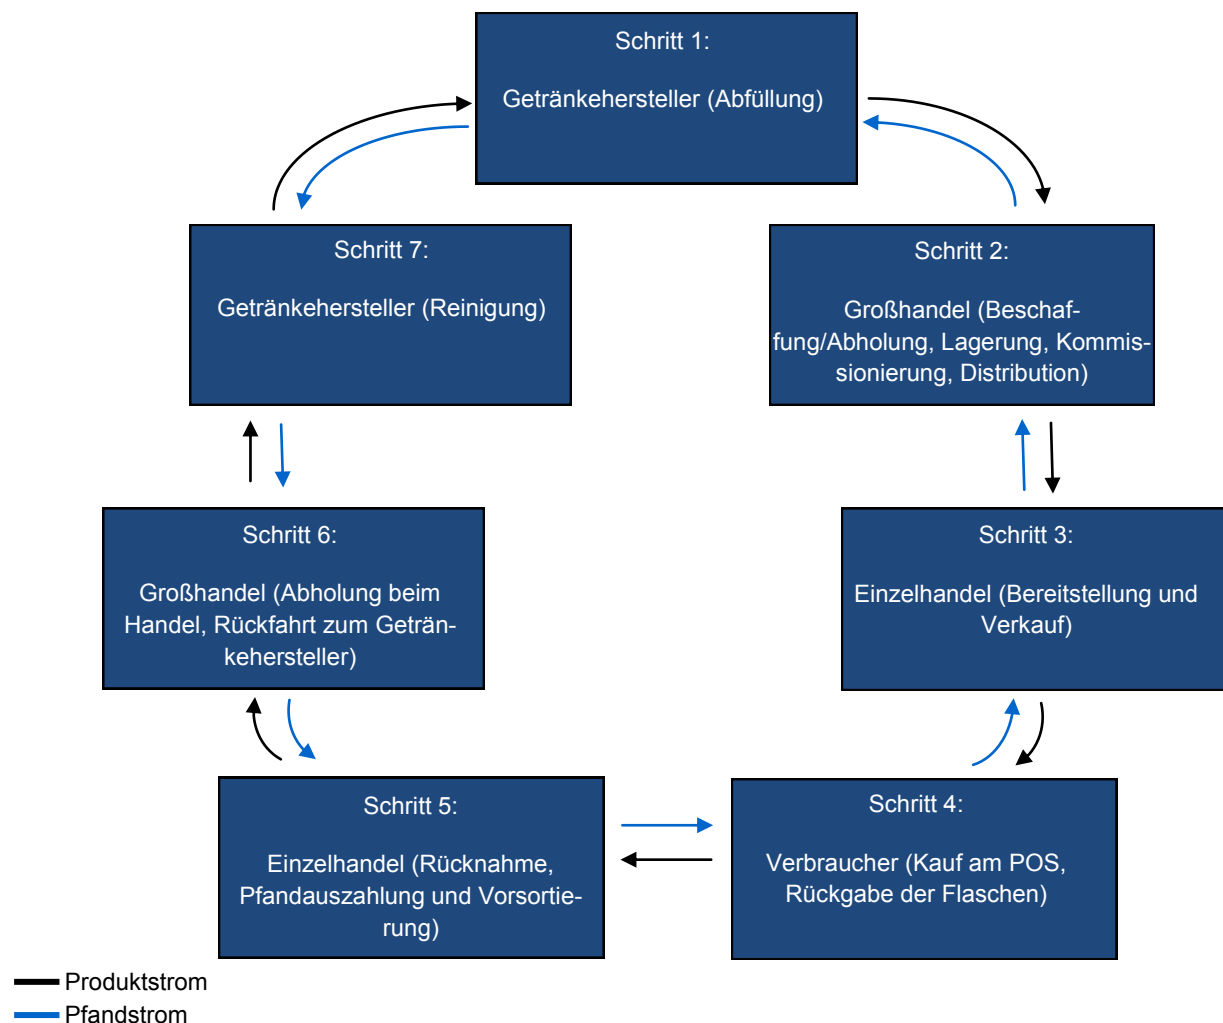 Schritt 1:
Getränkehersteller (Abfüllung)
Schritt 2:
Großhandel (Beschaf-
fung/Abholung, Lagerung, Kommis-
sionierung, Distribution)
Schritt 3:
Einzelhandel (Bereitstellung und
Verkauf)
Schritt 4:
Verbraucher (Kauf am POS,
Rückgabe der Flaschen)
Schritt 5:
Einzelhandel (Rücknahme,
Pfandauszahlung und Vorsortie-
rung)
Schritt 6:
Großhandel (Abholung beim
Handel, Rückfahrt zum Geträn-
kehersteller)
Schritt 7:
Getränkehersteller (Reinigung)
Produktstrom
Pfandstrom